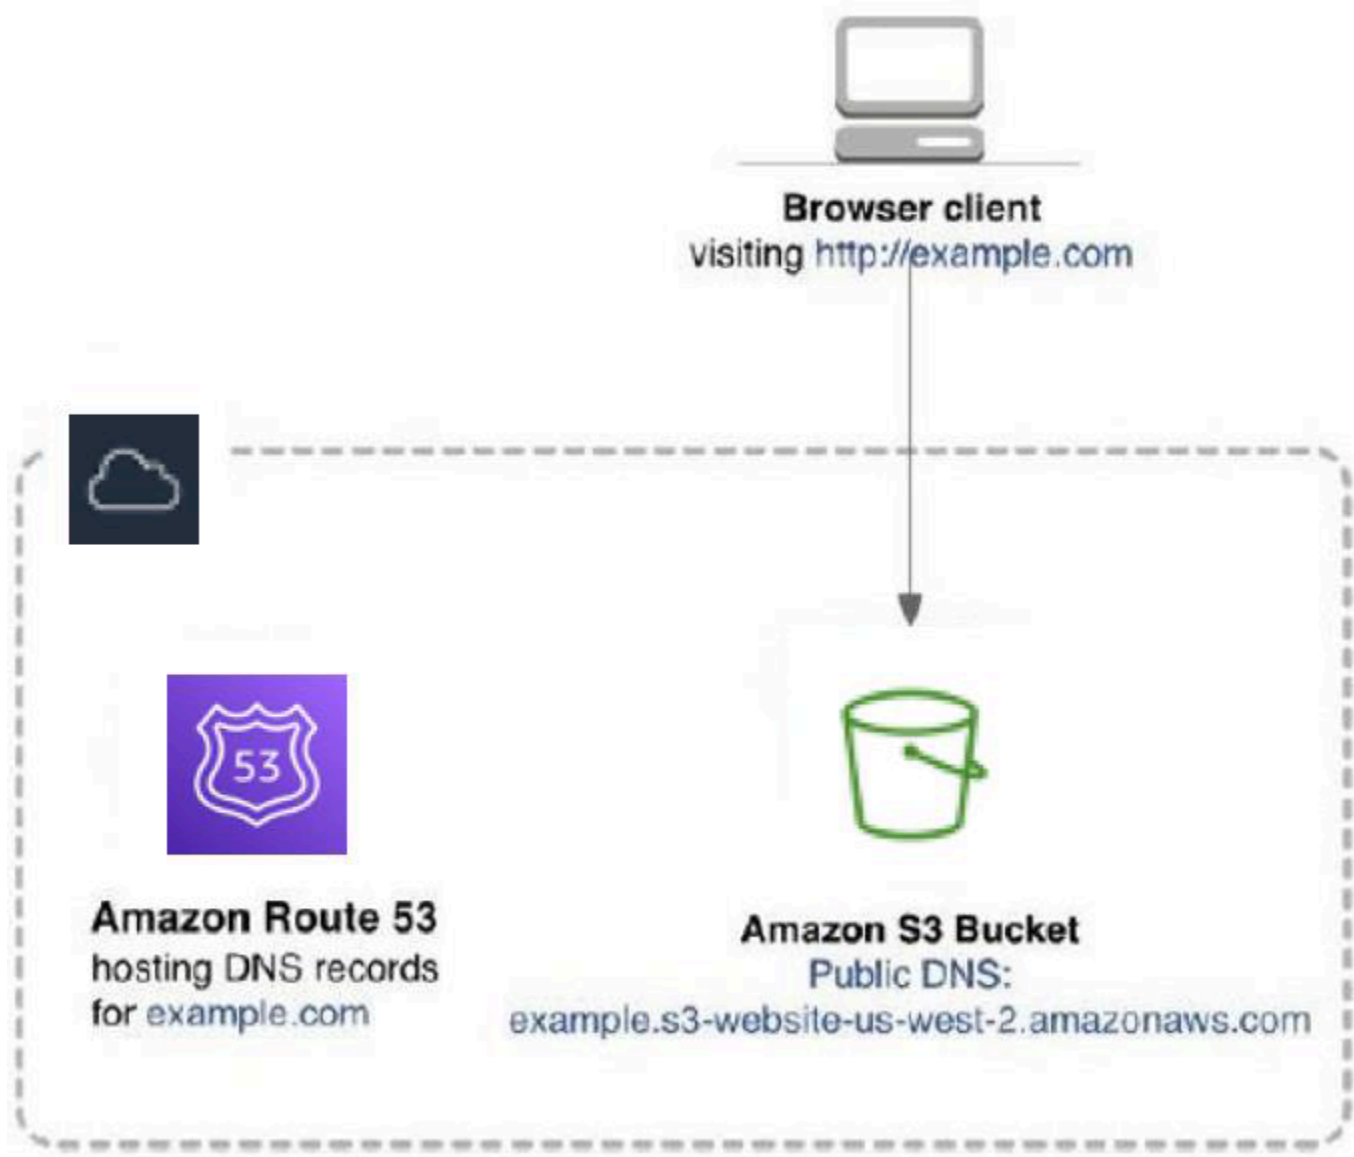 Browser client
visiting http://example.com
53
Amazon Route 53
hosting DNS records
for example.com
Amazon S3 Bucket
Public DNS:
example.s3-website-us-west-2.amazonaws.com